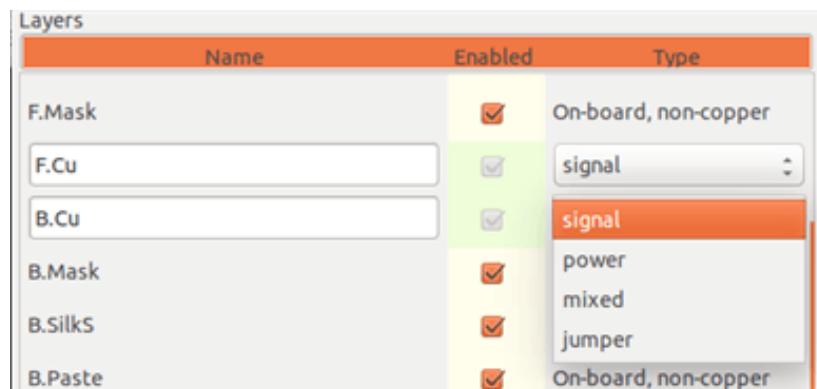 Layers
Name Enabled Type
F.Mask On-board, non-copper
F.Cu signal
B.Cu signal
power
B.Mask mixed
B.SilkS jumper
B.Paste On-board, non-copper